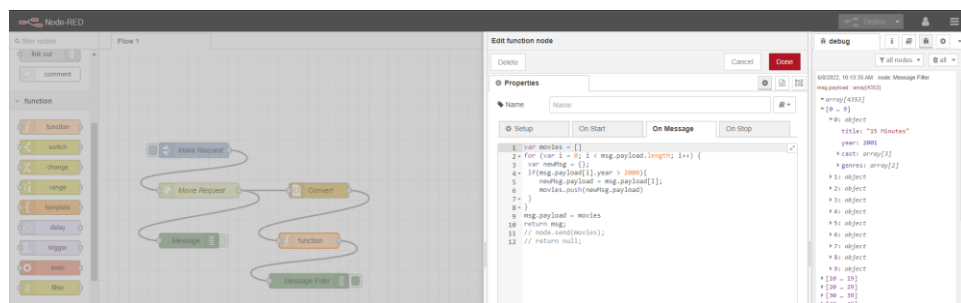 Node-RED
Deploy
filter nodes
link out
comment
function
function
switch
change
range
template
delay
trigger
exec
filter
Flow 1
Make Request
Movie Request
Convert
Message
function
Message Filter
Edit function node
Delete
Cancel
Done
Properties
Name
Name
Setup
On Start
On Message
On Stop
1 var movies = []
2 for (var i = 0; i < msg.payload.length; i++) {
3 var newMsg = {};
4 if(msg.payload[i].year > 2000){
5 newMsg.payload = msg.payload[i];
6 movies.push(newMsg.payload)
7 }
8 }
9 msg.payload = movies
10 return msg;
11 // node.send(movies);
12 // return null;
debug
all nodes
all
6/8/2022, 10:13:35 AM node: Message Filter
msg.payload : array[4353]
array[4353]
[0 … 9]
0: object
title: "15 Minutes"
year: 2001
cast: array[3]
genres: array[2]
1: object
2: object
3: object
4: object
5: object
6: object
7: object
8: object
9: object
[10 … 19]
[20 … 29]
[30 … 39]